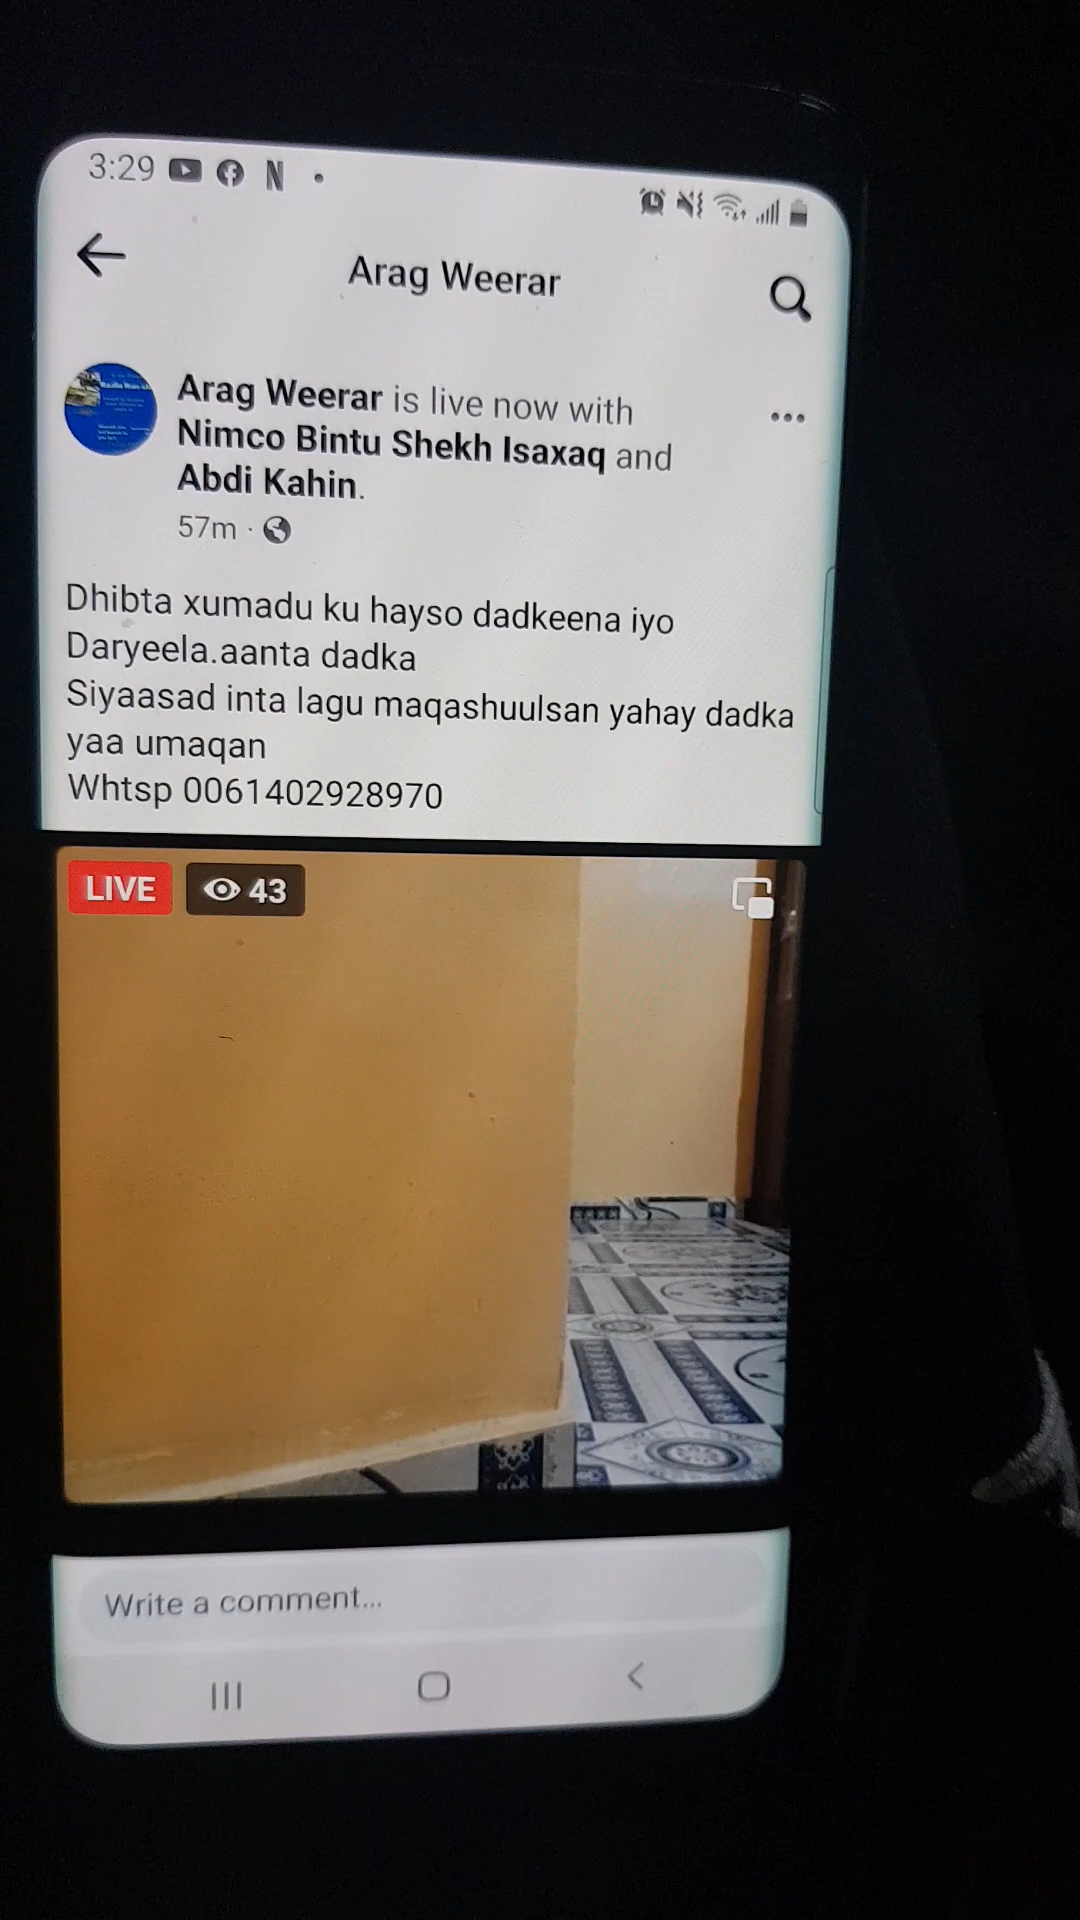 3:29
Arag Weerar
Arag Weerar is live now with
Nimco Bintu Shekh Isaxaq and
Abdi Kahin.
57m ·
Dhibta xumadu ku hayso dadkeena iyo
Daryeela.aanta dadka
Siyaasad inta lagu maqashuulsan yahay dadka
yaa umaqan
Whtsp 0061402928970
LIVE 43
Write a comment...